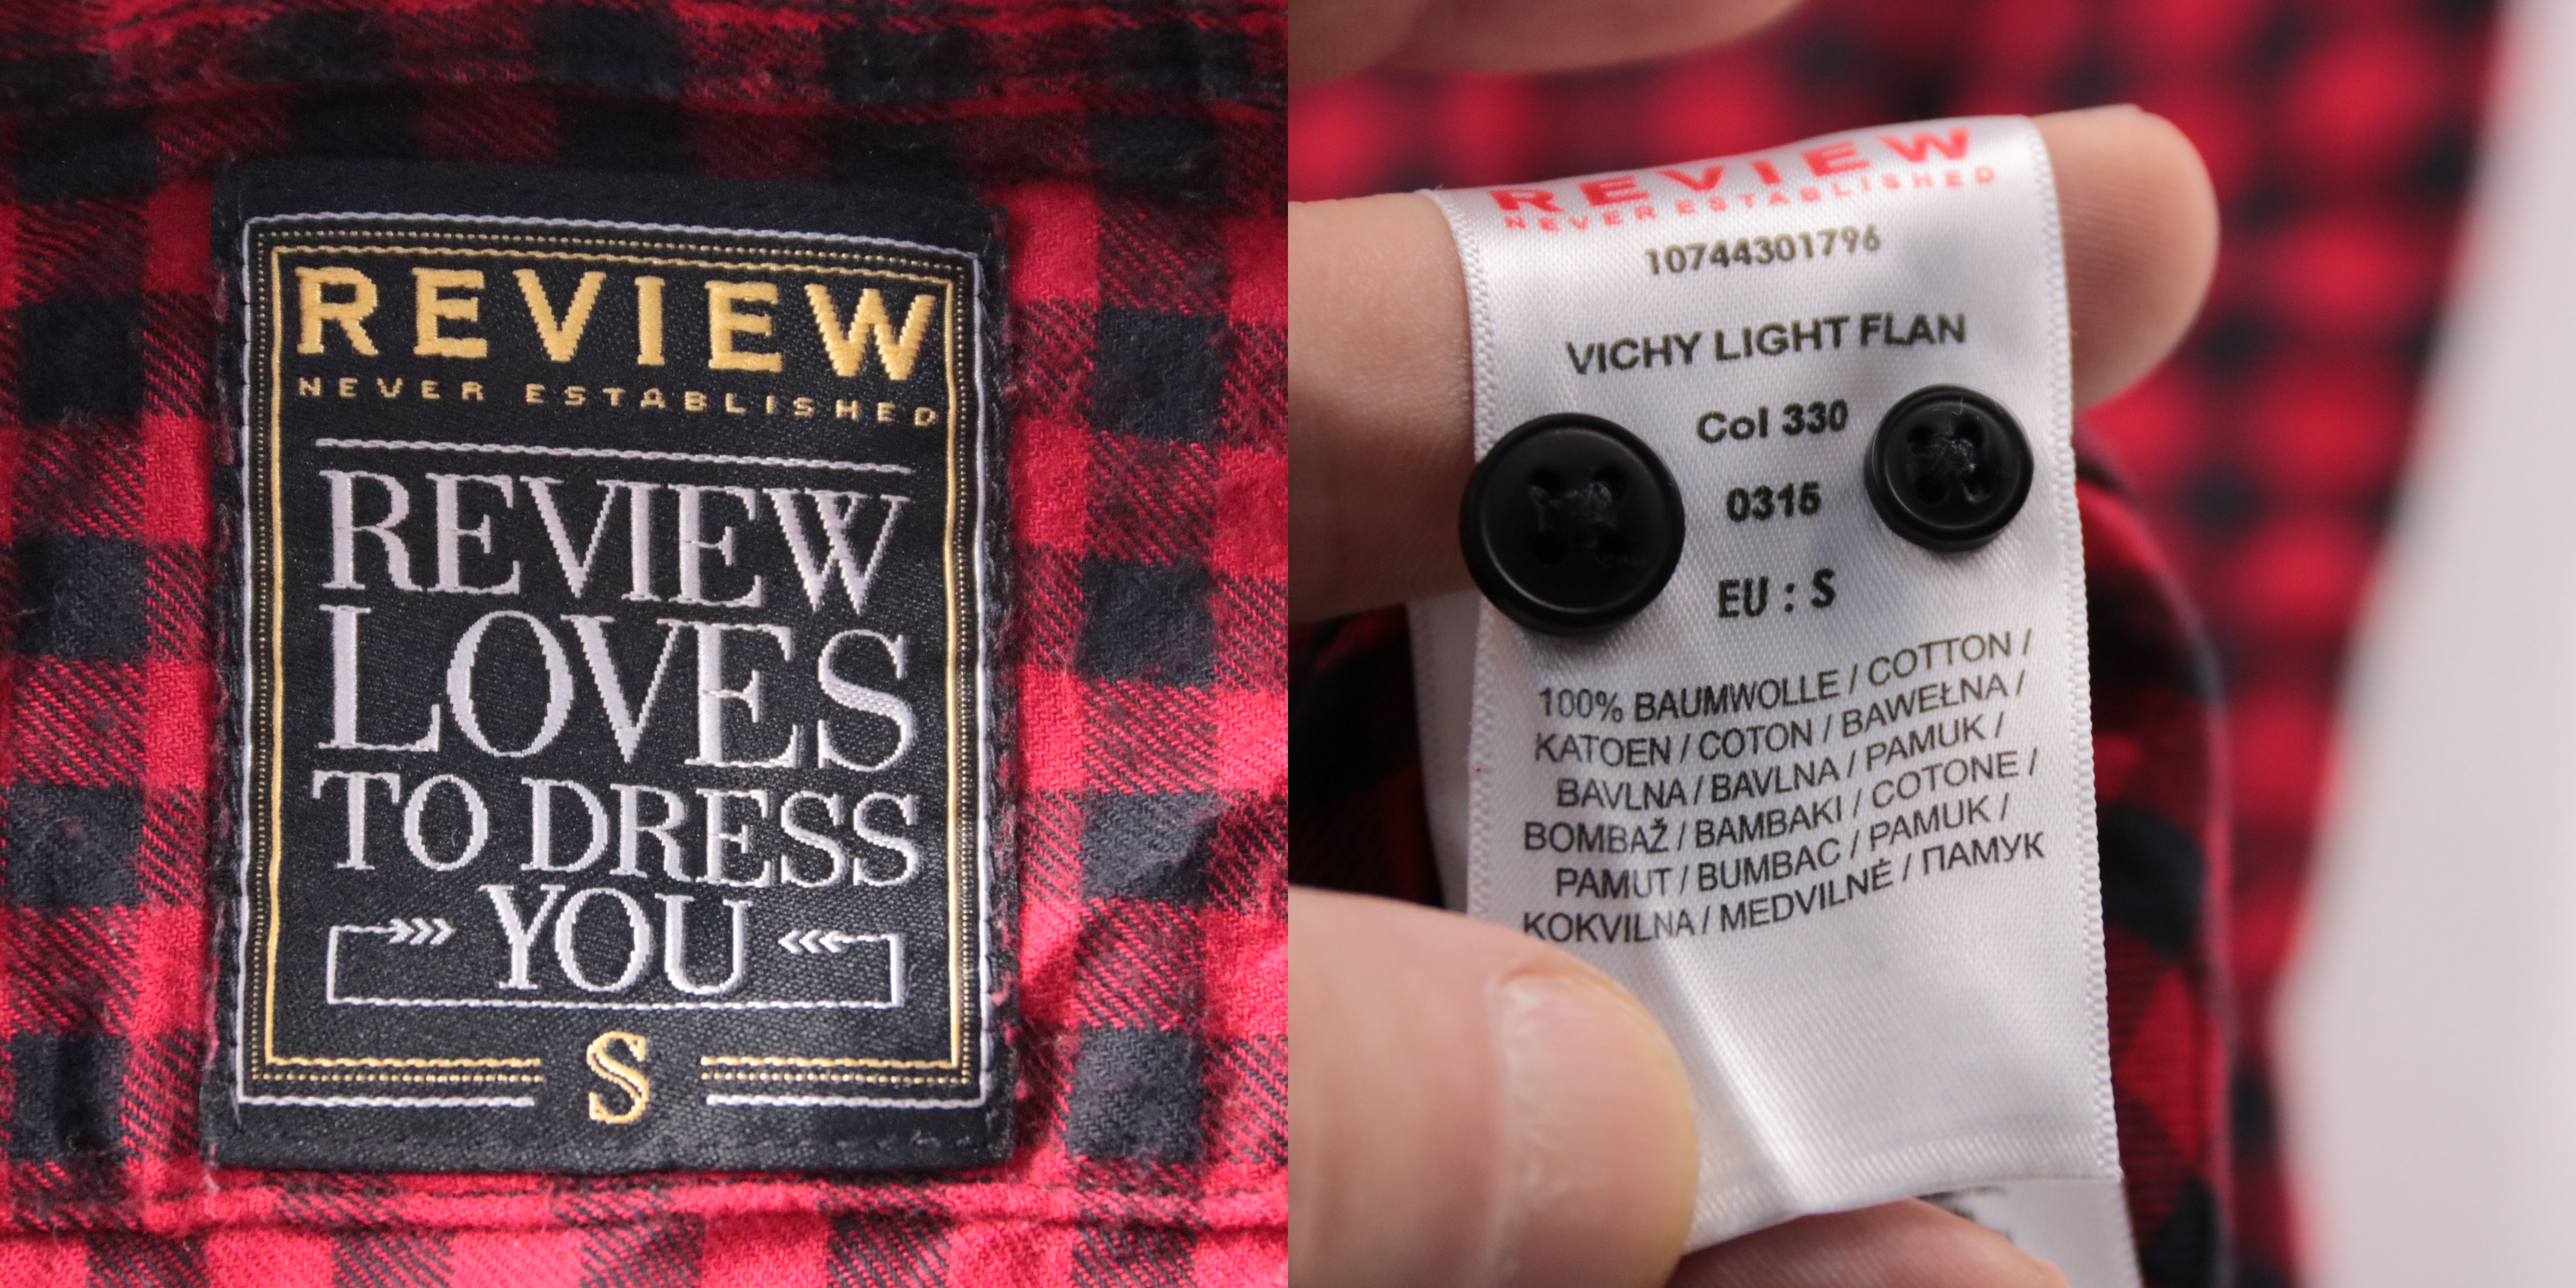 REVIEW
NEVER ESTABLISHED
REVIEW
LOVES
TO DRESS
YOU
S
REVIEW
NEVER ESTABLISHED
10744301796
VICHY LIGHT FLAN
Col 330
0315
EU : S
100% BAUMWOLLE / COTTON /
KATOEN / COTON / BAWEŁNA /
BAVLNA / BAVLNA / PAMUK /
BOMBAŽ / BAMBAKI / COTONE /
PAMUT / BUMBAC / PAMUK /
KOKVILNA / MEDVILNĖ / ПАМУК